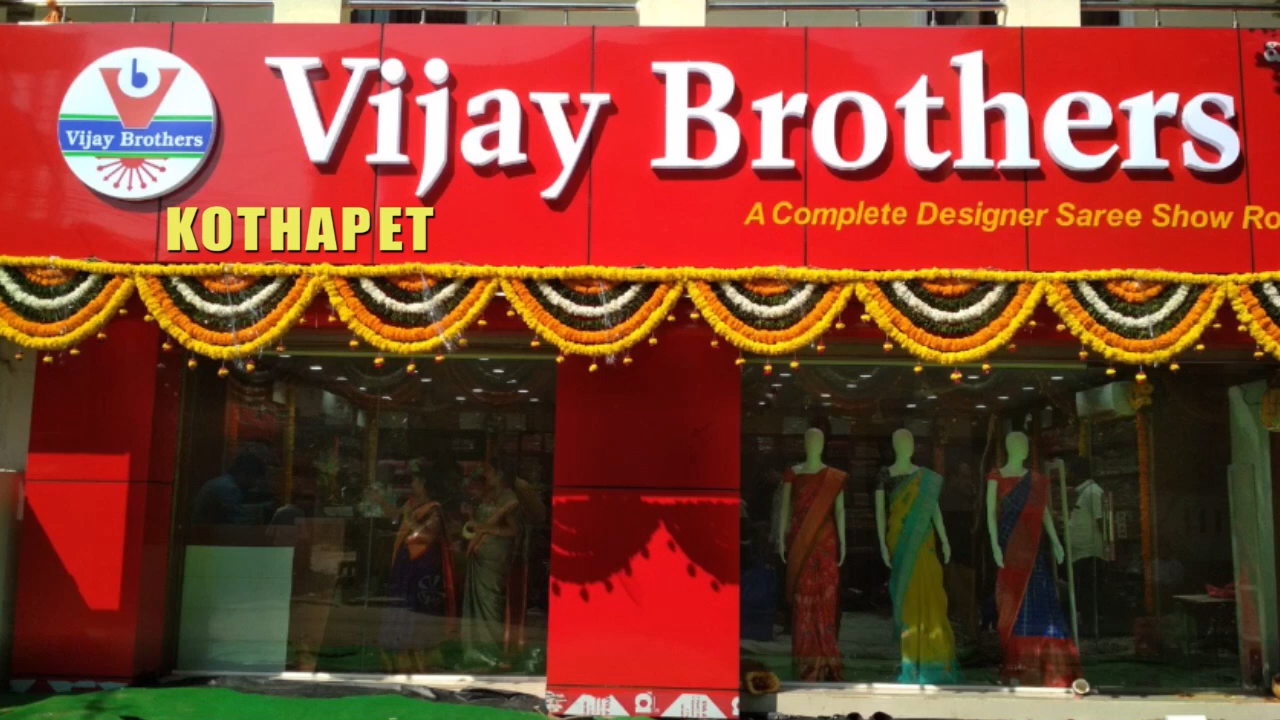 b
Vijay Brothers
Vijay Brothers
KOTHAPET
A Complete Designer Saree Show Ro